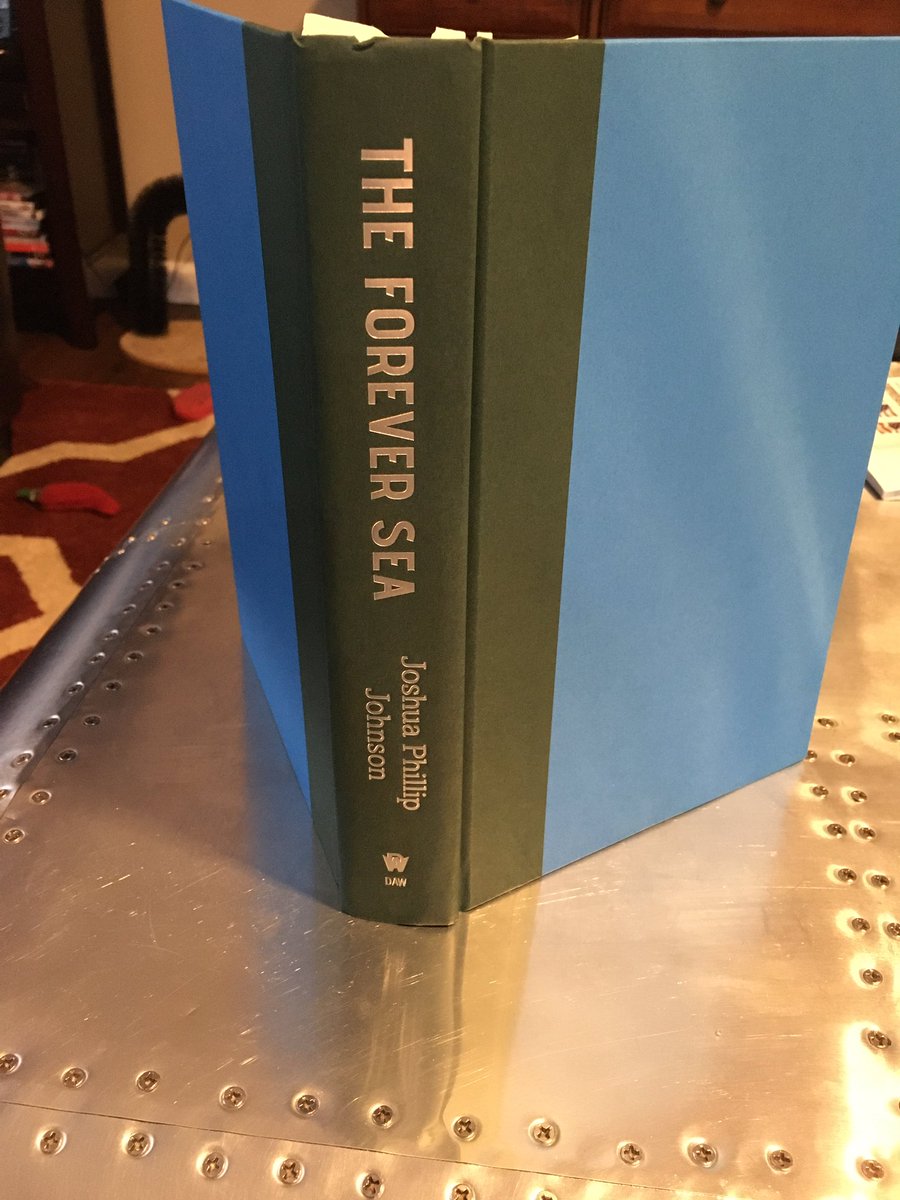 THE FOREVER SEA
Joshua Phillip
Johnson
DAW